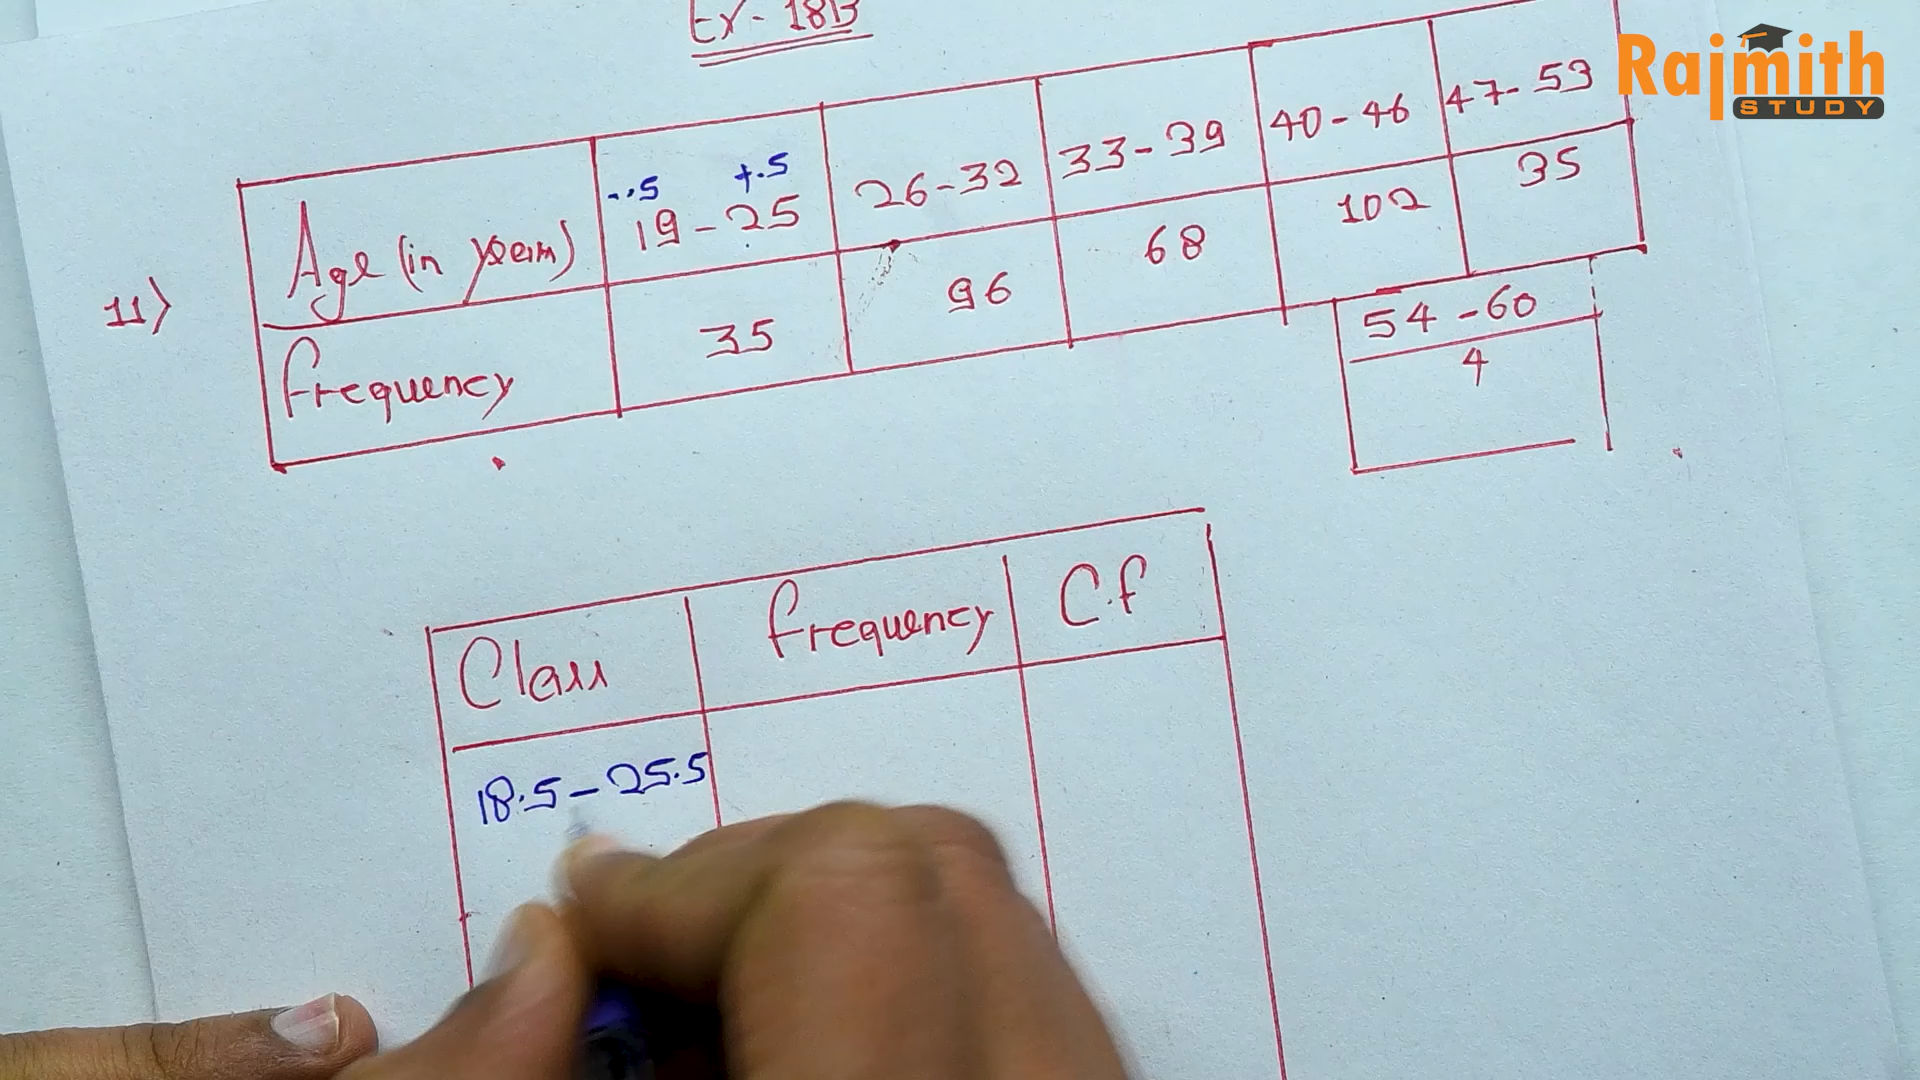 Ex - 18B
Rajmith
STUDY
11)
Age (in years)
-.5 +.5
19 - 25
26 - 32
33 - 39
40 - 46
47 - 53
Frequency
35
96
68
102
35
54 - 60
4
Class
Frequency
C.f
18.5 - 25.5